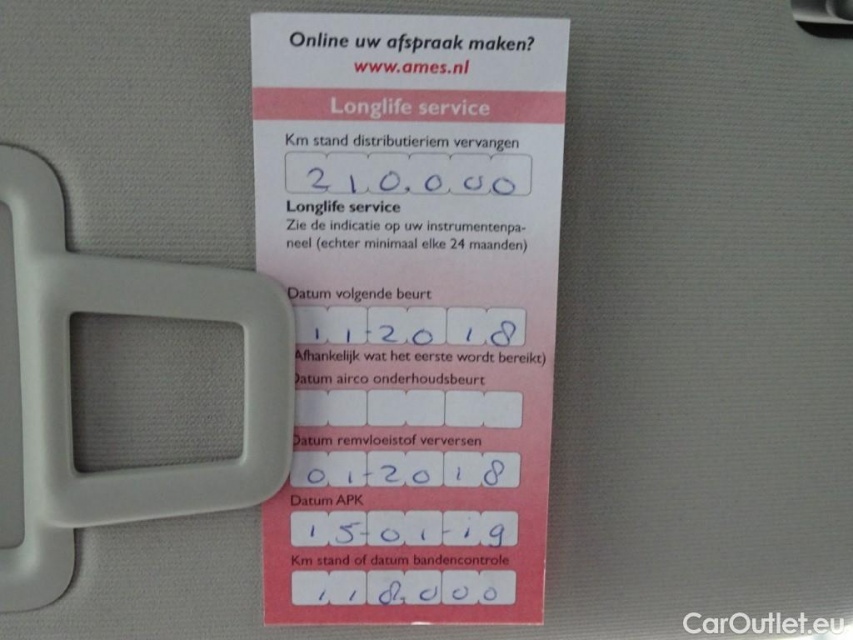 Online uw afspraak maken?
www.ames.nl
Longlife service
Km stand distributieriem vervangen
210.000
Longlife service
Zie de indicatie op uw instrumentenpa-
neel (echter minimaal elke 24 maanden)
Datum volgende beurt
11-2018
Afhankelijk wat het eerste wordt bereikt)
Datum airco onderhoudsbeurt
Datum remvloeistof verversen
01-2018
Datum APK
15-01-19
Km stand of datum bandencontrole
118.000
CarOutlet.eu